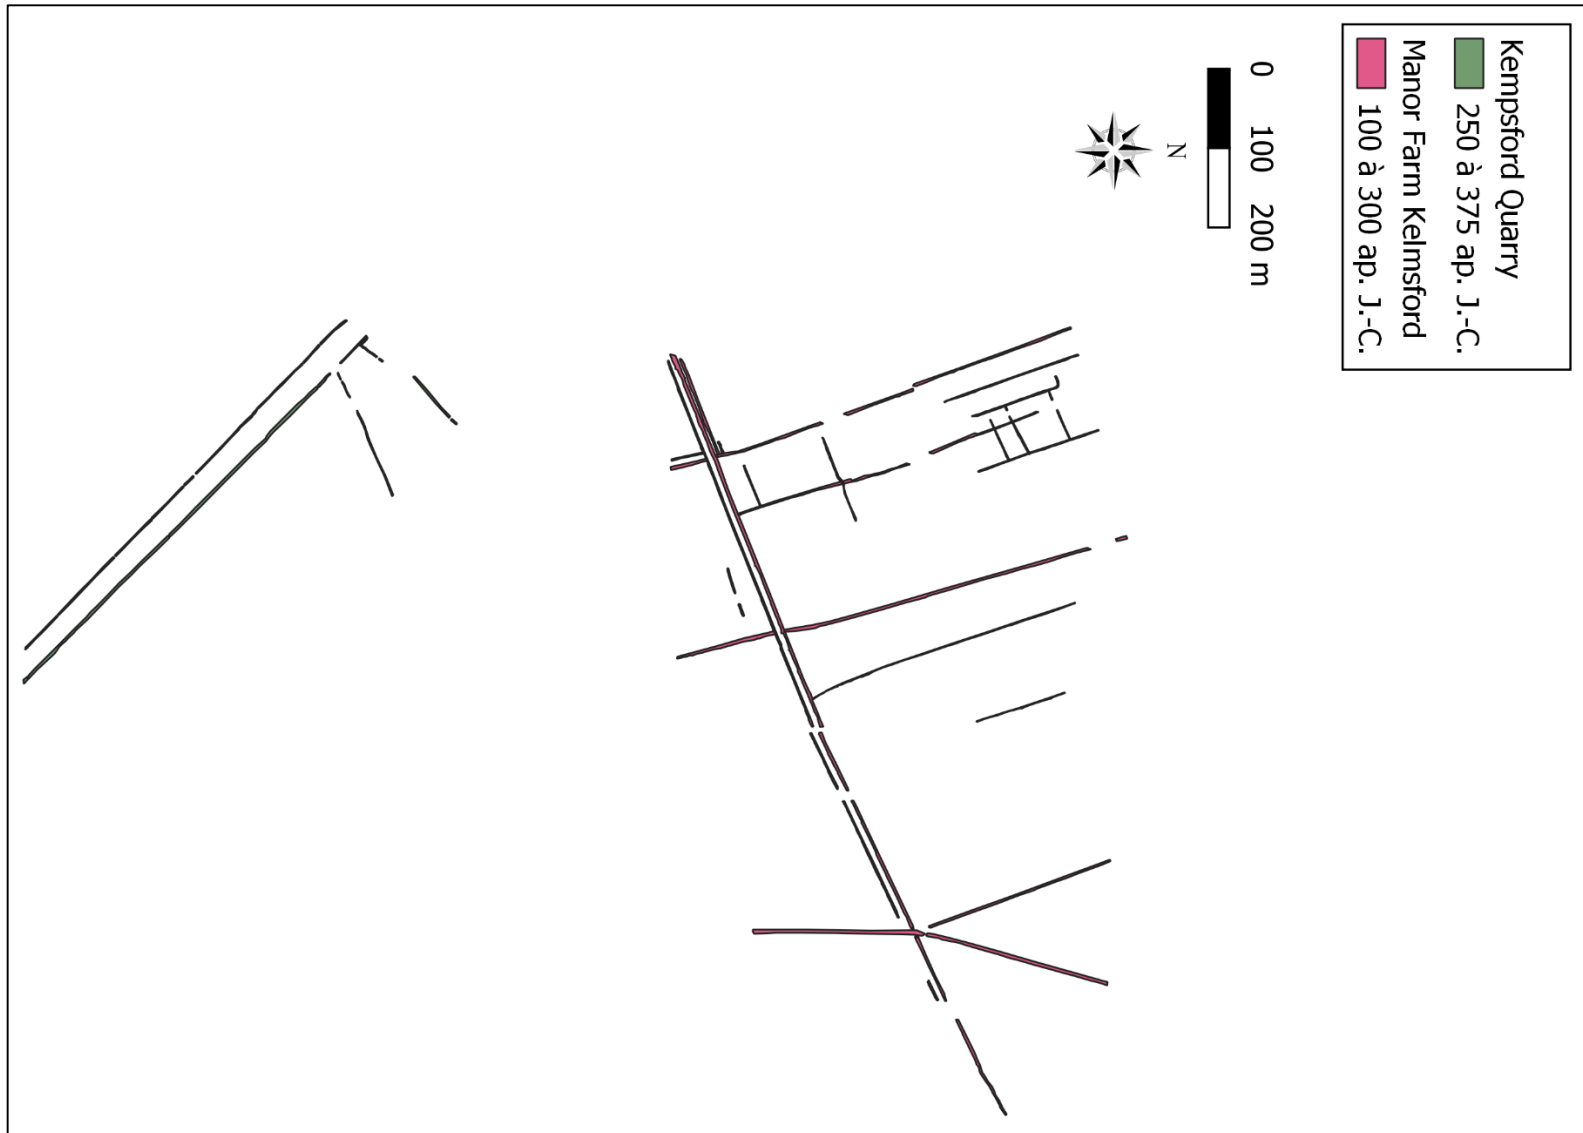 Kempsford Quarry
250 à 375 ap. J.-C.
Manor Farm Kelmsford
100 à 300 ap. J.-C.
0 100 200 m
N